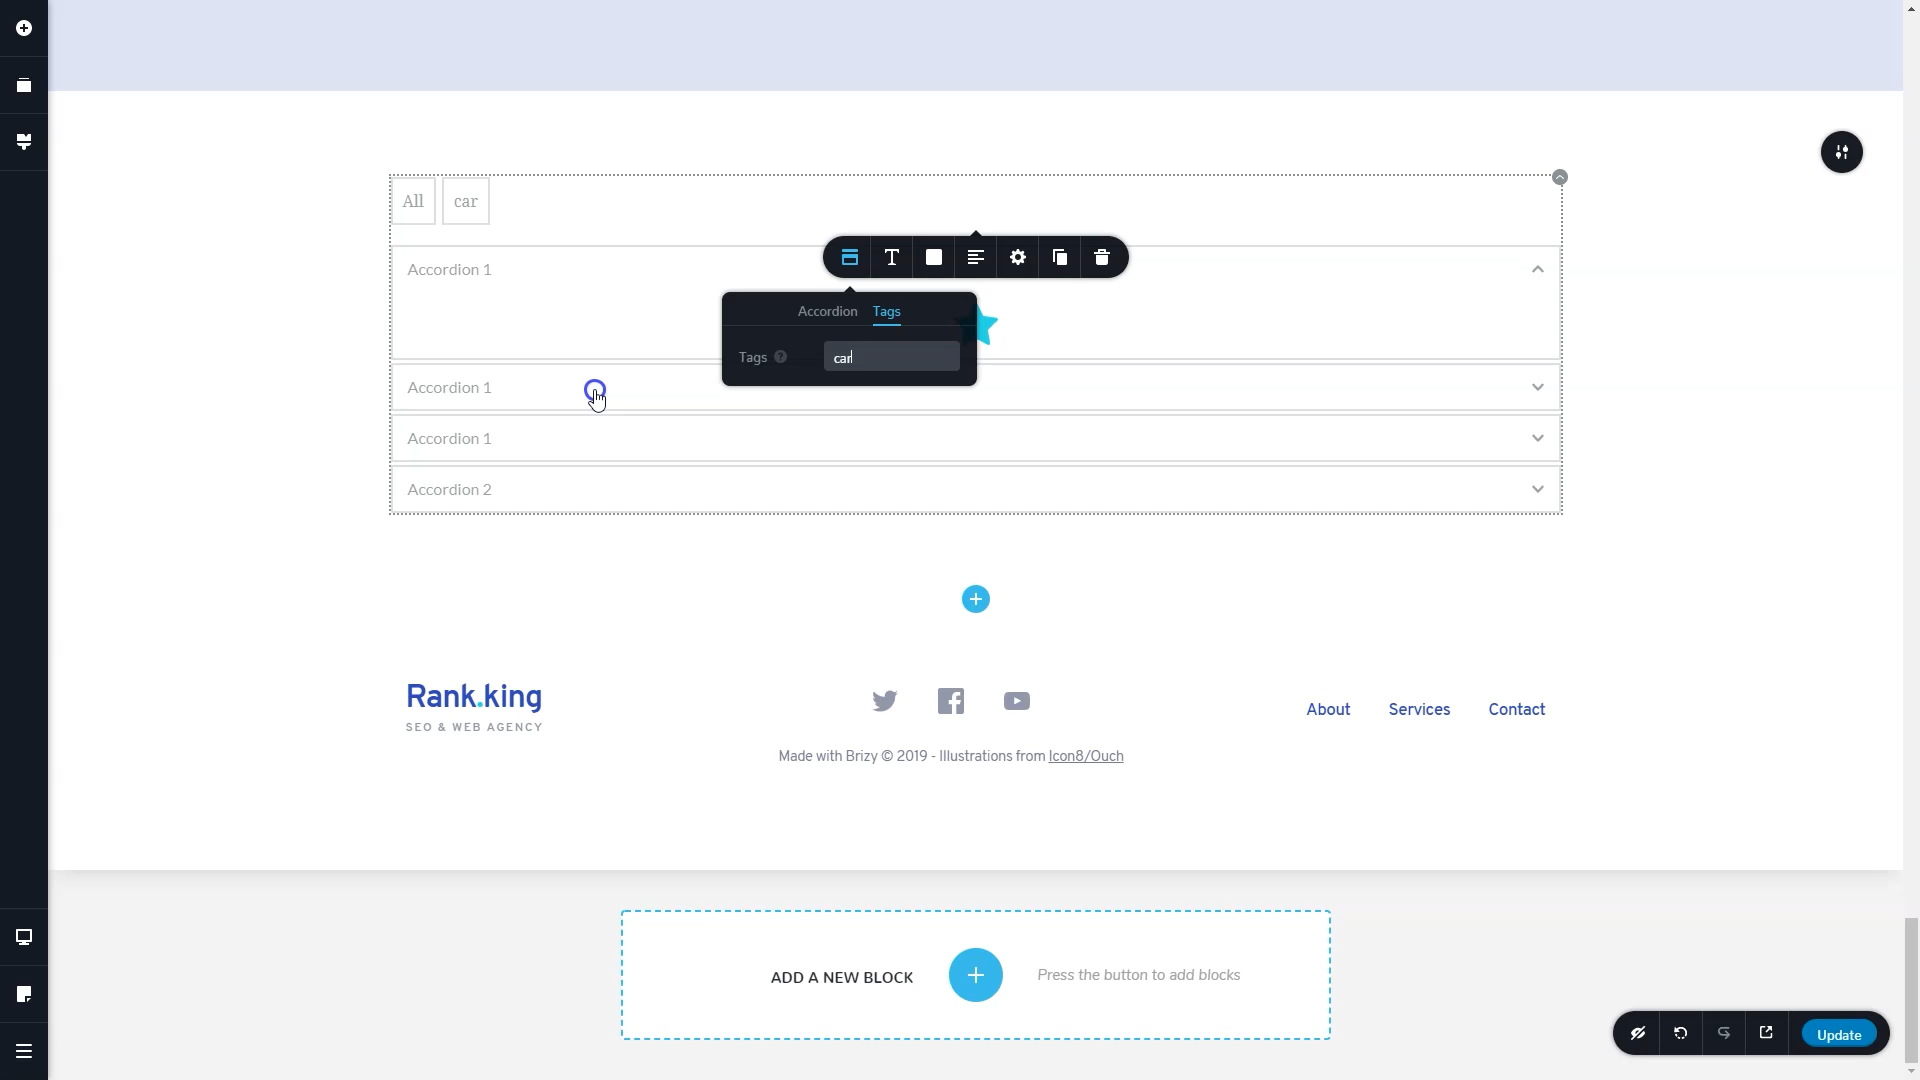 All
car
Accordion 1
Accordion
Tags
Tags
car
Accordion 1
Accordion 1
Accordion 2
Rank.king
SEO & WEB AGENCY
About
Services
Contact
Made with Brizy © 2019 - Illustrations from Icon8/Ouch
ADD A NEW BLOCK
Press the button to add blocks
Update